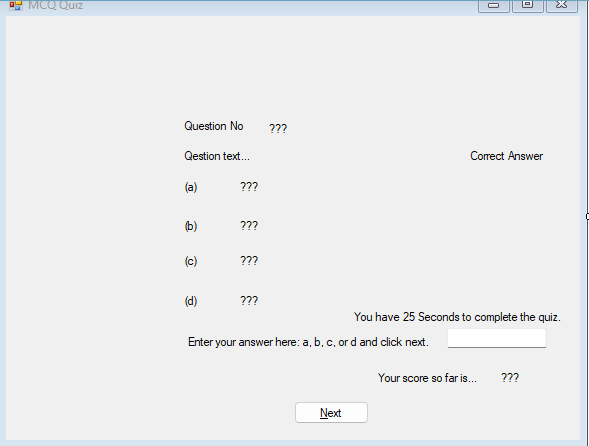 MCQ Quiz
Question No ???
Qestion text... Correct Answer
(a) ???
(b) ???
(c) ???
(d) ???
You have 25 Seconds to complete the quiz.
Enter your answer here: a, b, c, or d and click next.
Your score so far is... ???
Next